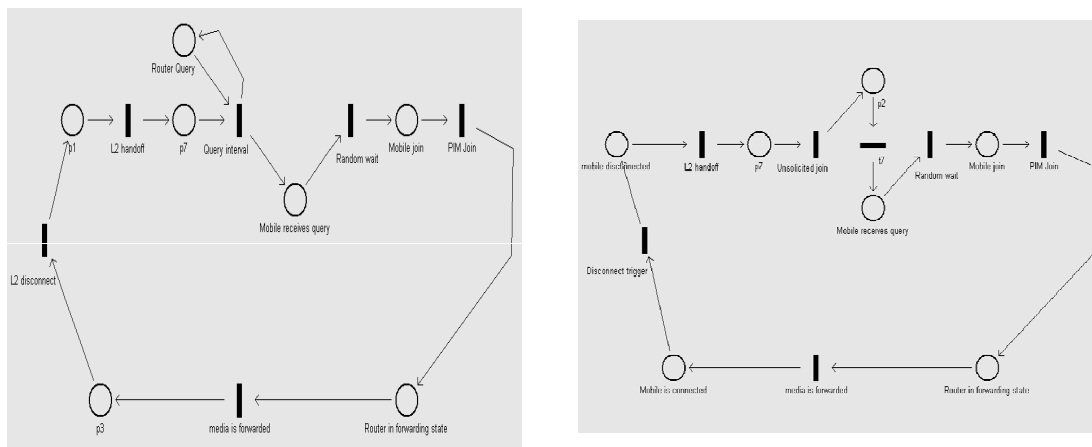 Router Query
p1
L2 handoff
p7
Query interval
Random wait
Mobile join
PIM Join
Mobile receives query
L2 disconnect
p3
media is forwarded
Router in forwarding state
p2
mobile disconnected
L2 handoff
p7
Unsolicited join
t7
Random wait
Mobile join
PIM Join
Mobile receives query
Disconnect trigger
Mobile is connected
media is forwarded
Router in forwarding state